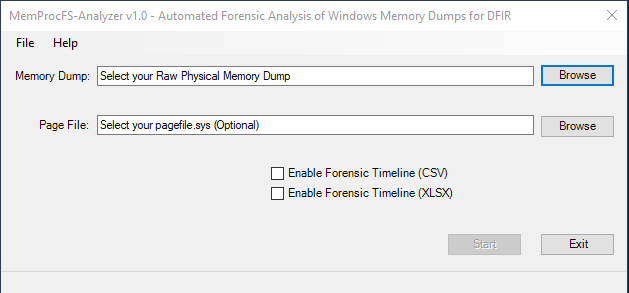 MemProcFS-Analyzer v1.0 - Automated Forensic Analysis of Windows Memory Dumps for DFIR
File Help
Memory Dump: Select your Raw Physical Memory Dump Browse
Page File: Select your pagefile.sys (Optional) Browse
Enable Forensic Timeline (CSV)
Enable Forensic Timeline (XLSX)
Start Exit